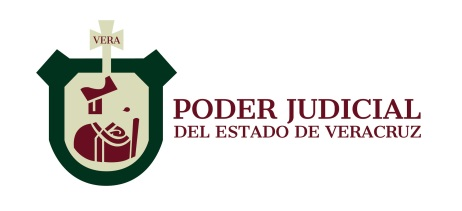 VERA
PODER JUDICIAL
DEL ESTADO DE VERACRUZ